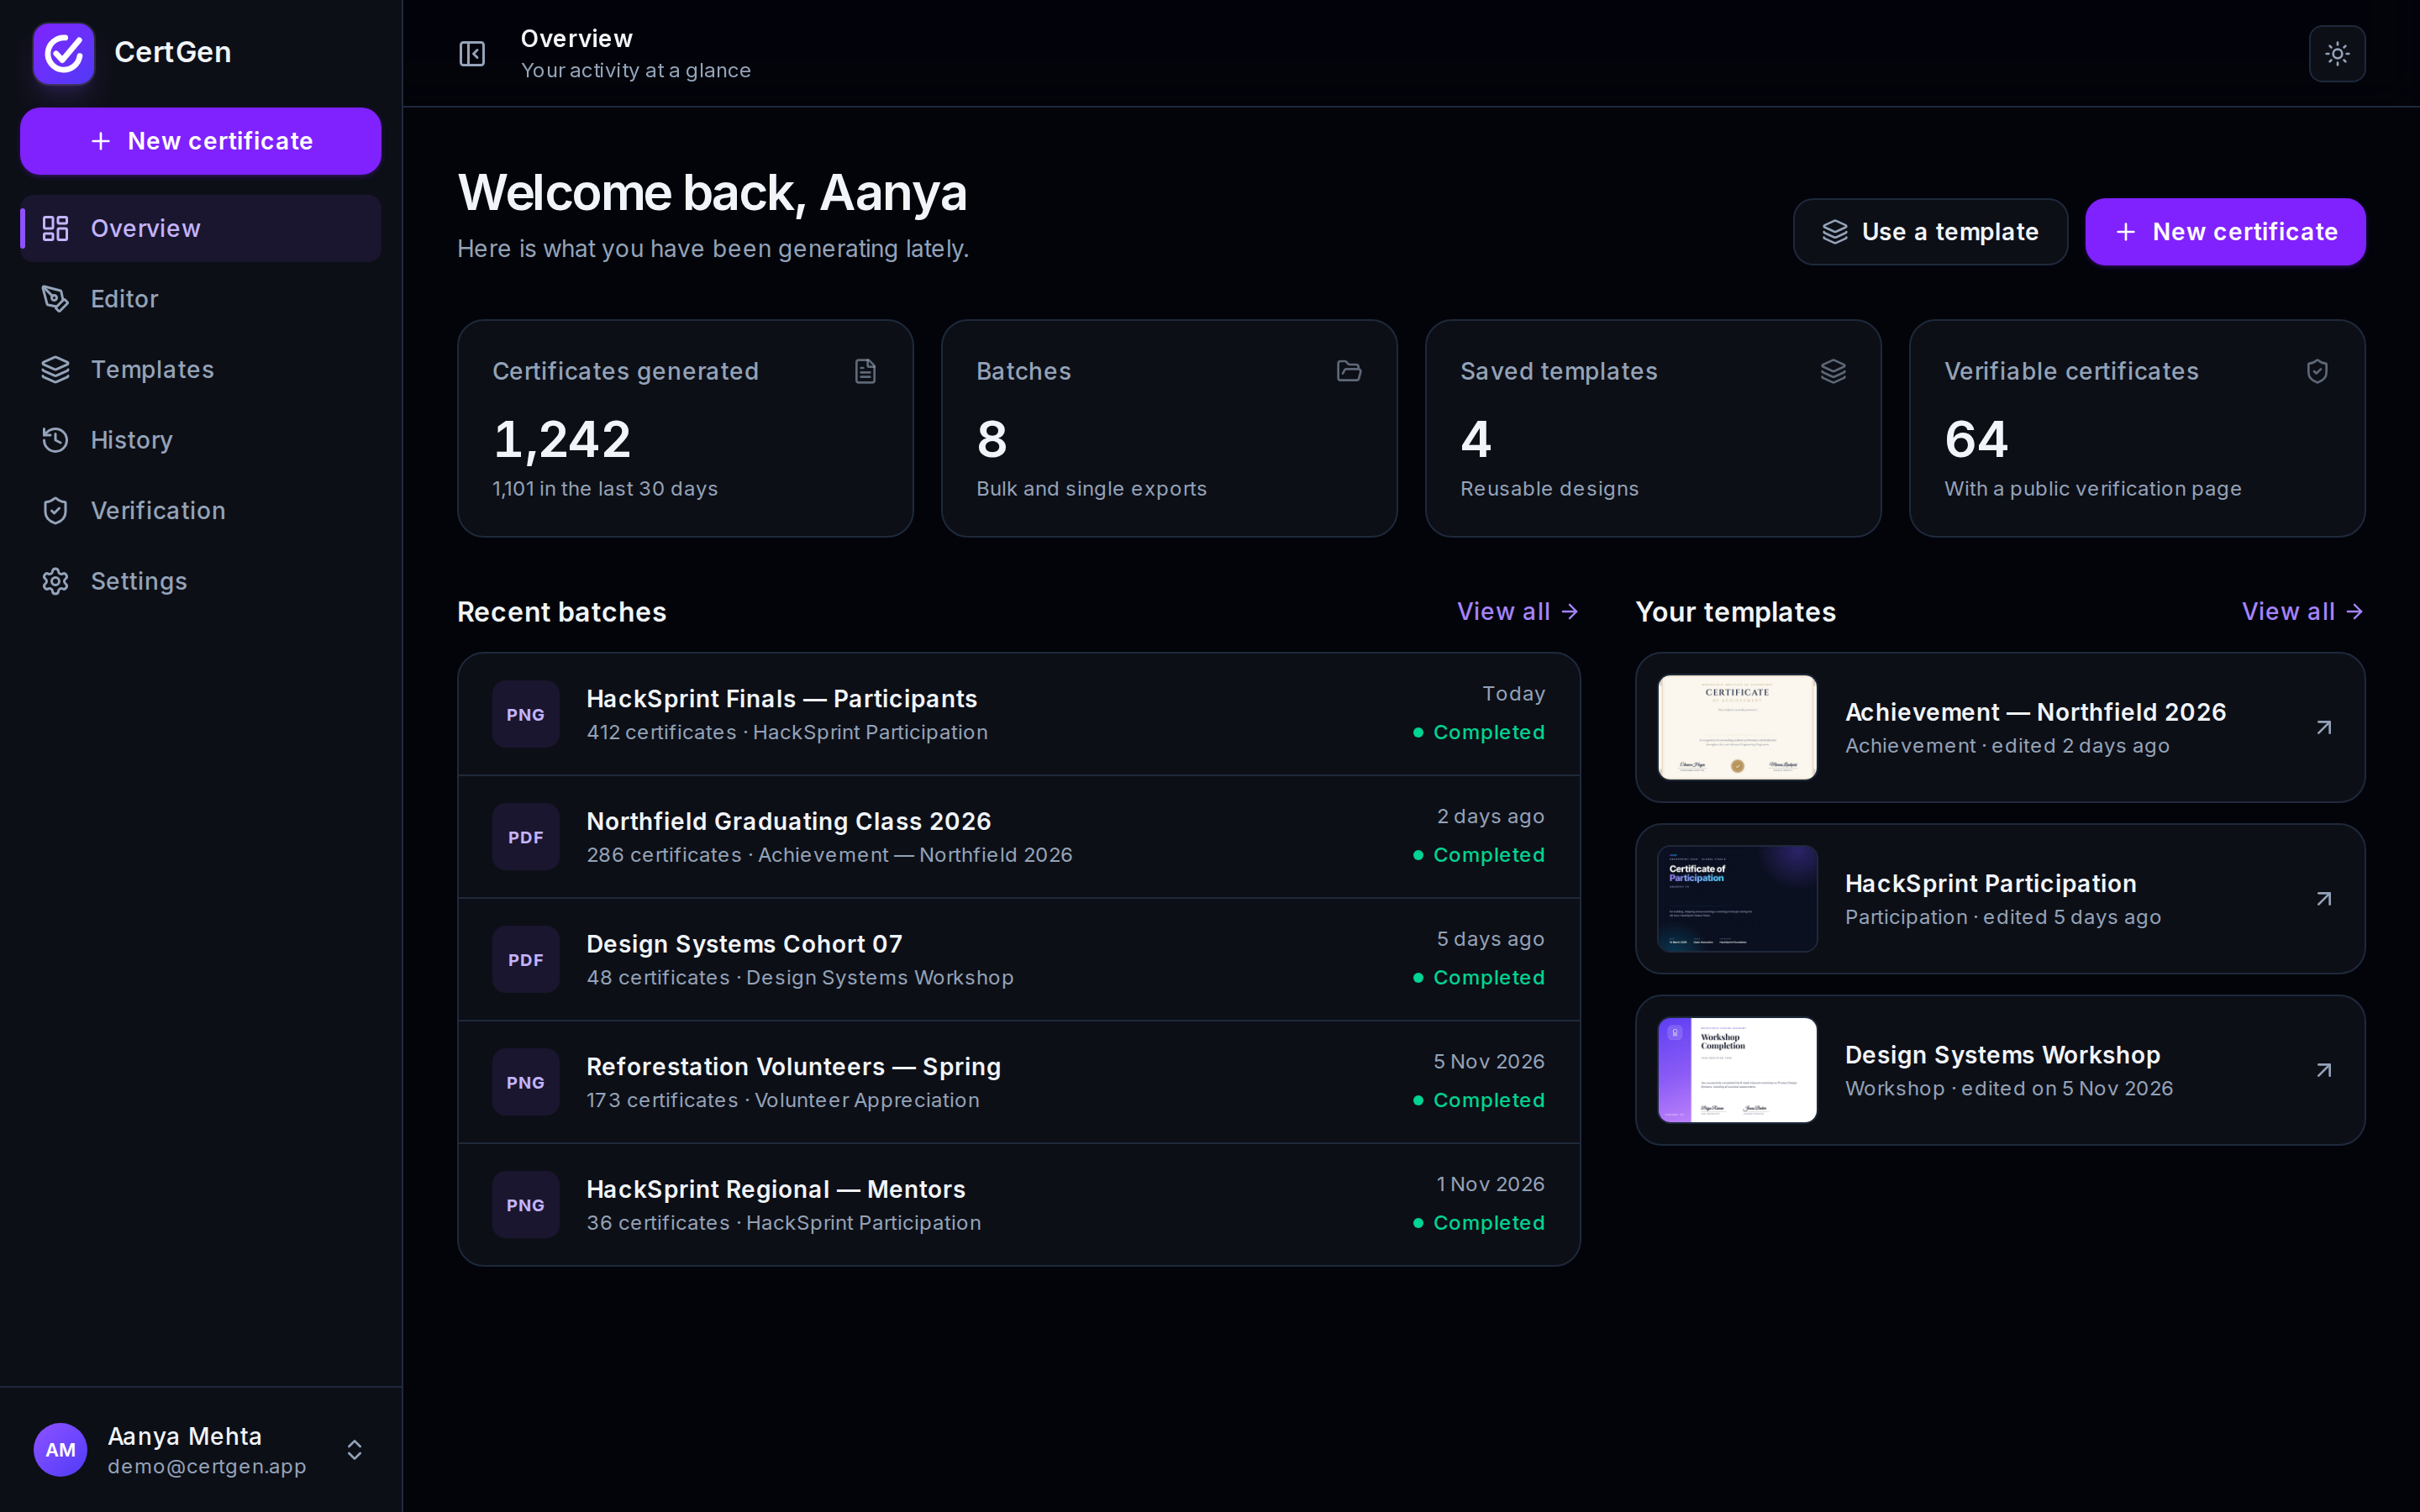 CertGen
New certificate
Overview
Editor
Templates
History
Verification
Settings
AM
Aanya Mehta
demo@certgen.app
Overview
Your activity at a glance
Welcome back, Aanya
Here is what you have been generating lately.
Use a template
New certificate
Certificates generated
1,242
1,101 in the last 30 days
Batches
8
Bulk and single exports
Saved templates
4
Reusable designs
Verifiable certificates
64
With a public verification page
Recent batches
View all →
PNG
HackSprint Finals — Participants
412 certificates · HackSprint Participation
Today
Completed
PDF
Northfield Graduating Class 2026
286 certificates · Achievement — Northfield 2026
2 days ago
Completed
PDF
Design Systems Cohort 07
48 certificates · Design Systems Workshop
5 days ago
Completed
PNG
Reforestation Volunteers — Spring
173 certificates · Volunteer Appreciation
5 Nov 2026
Completed
PNG
HackSprint Regional — Mentors
36 certificates · HackSprint Participation
1 Nov 2026
Completed
Your templates
View all →
CERTIFICATE
OF ACHIEVEMENT
Achievement — Northfield 2026
Achievement · edited 2 days ago
Certificate of
Participation
HackSprint Participation
Participation · edited 5 days ago
Workshop
Completion
Design Systems Workshop
Workshop · edited on 5 Nov 2026